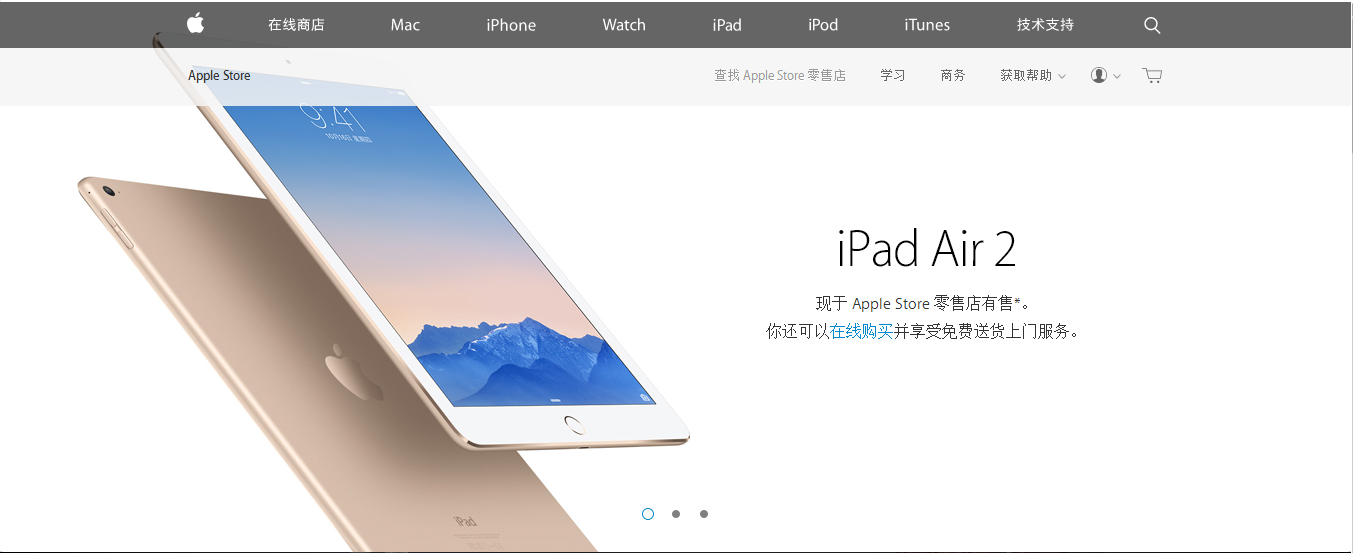 在线商店 Mac iPhone Watch iPad iPod iTunes 技术支持
Apple Store 查找 Apple Store 零售店 学习 商务 获取帮助
9:41
iPad Air 2
现于 Apple Store 零售店有售*。
你还可以在线购买并享受免费送货上门服务。
iPad